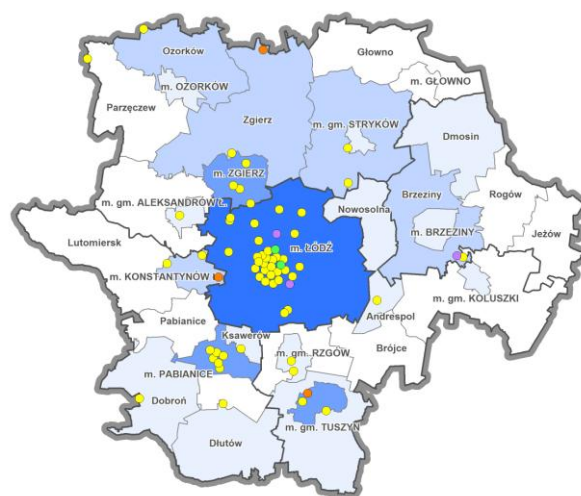 Ozorków
Głowno
m. OZORKÓW
m. GŁOWNO
Parzęczew
Zgierz
m. gm. STRYKÓW
Dmosin
m. ZGIERZ
m. gm. ALEKSANDRÓW Ł.
Brzeziny
Rogów
Nowosolna
m. BRZEZINY
Jeżów
Lutomiersk
m. ŁÓDŹ
m. KONSTANTYNÓW
m. gm. KOLUSZKI
Pabianice
Andrespol
Ksawerów
Brójce
m. gm. RZGÓW
m. PABIANICE
Dobroń
m. gm. TUSZYN
Dłutów